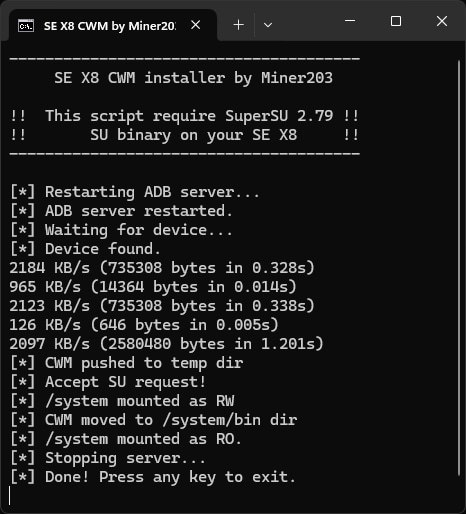 SE X8 CWM by Miner20
----------------------------------------
SE X8 CWM installer by Miner203
!! This script require SuperSU 2.79 !!
!! SU binary on your SE X8 !!
----------------------------------------
[*] Restarting ADB server...
[*] ADB server restarted.
[*] Waiting for device...
[*] Device found.
2184 KB/s (735308 bytes in 0.328s)
965 KB/s (14364 bytes in 0.014s)
2123 KB/s (735308 bytes in 0.338s)
126 KB/s (646 bytes in 0.005s)
2097 KB/s (2580480 bytes in 1.201s)
[*] CWM pushed to temp dir
[*] Accept SU request!
[*] /system mounted as RW
[*] CWM moved to /system/bin dir
[*] /system mounted as RO.
[*] Stopping server...
[*] Done! Press any key to exit.